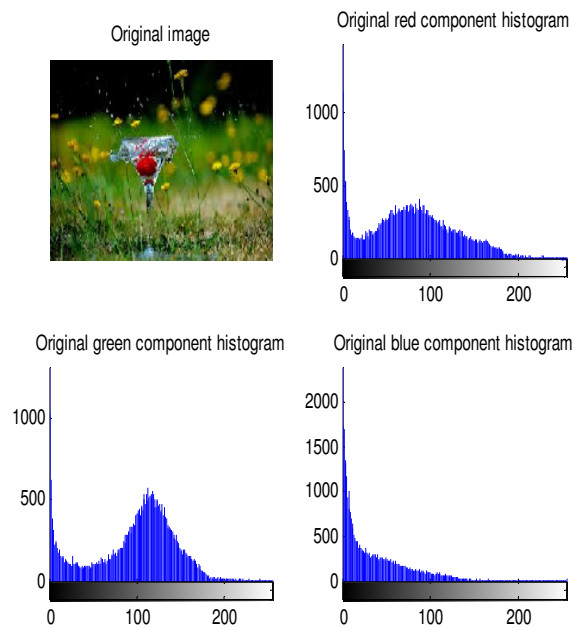 Original image
Original red component histogram
1000
500
0
0 100 200
Original green component histogram
1000
500
0
0 100 200
Original blue component histogram
2000
1500
1000
500
0
0 100 200